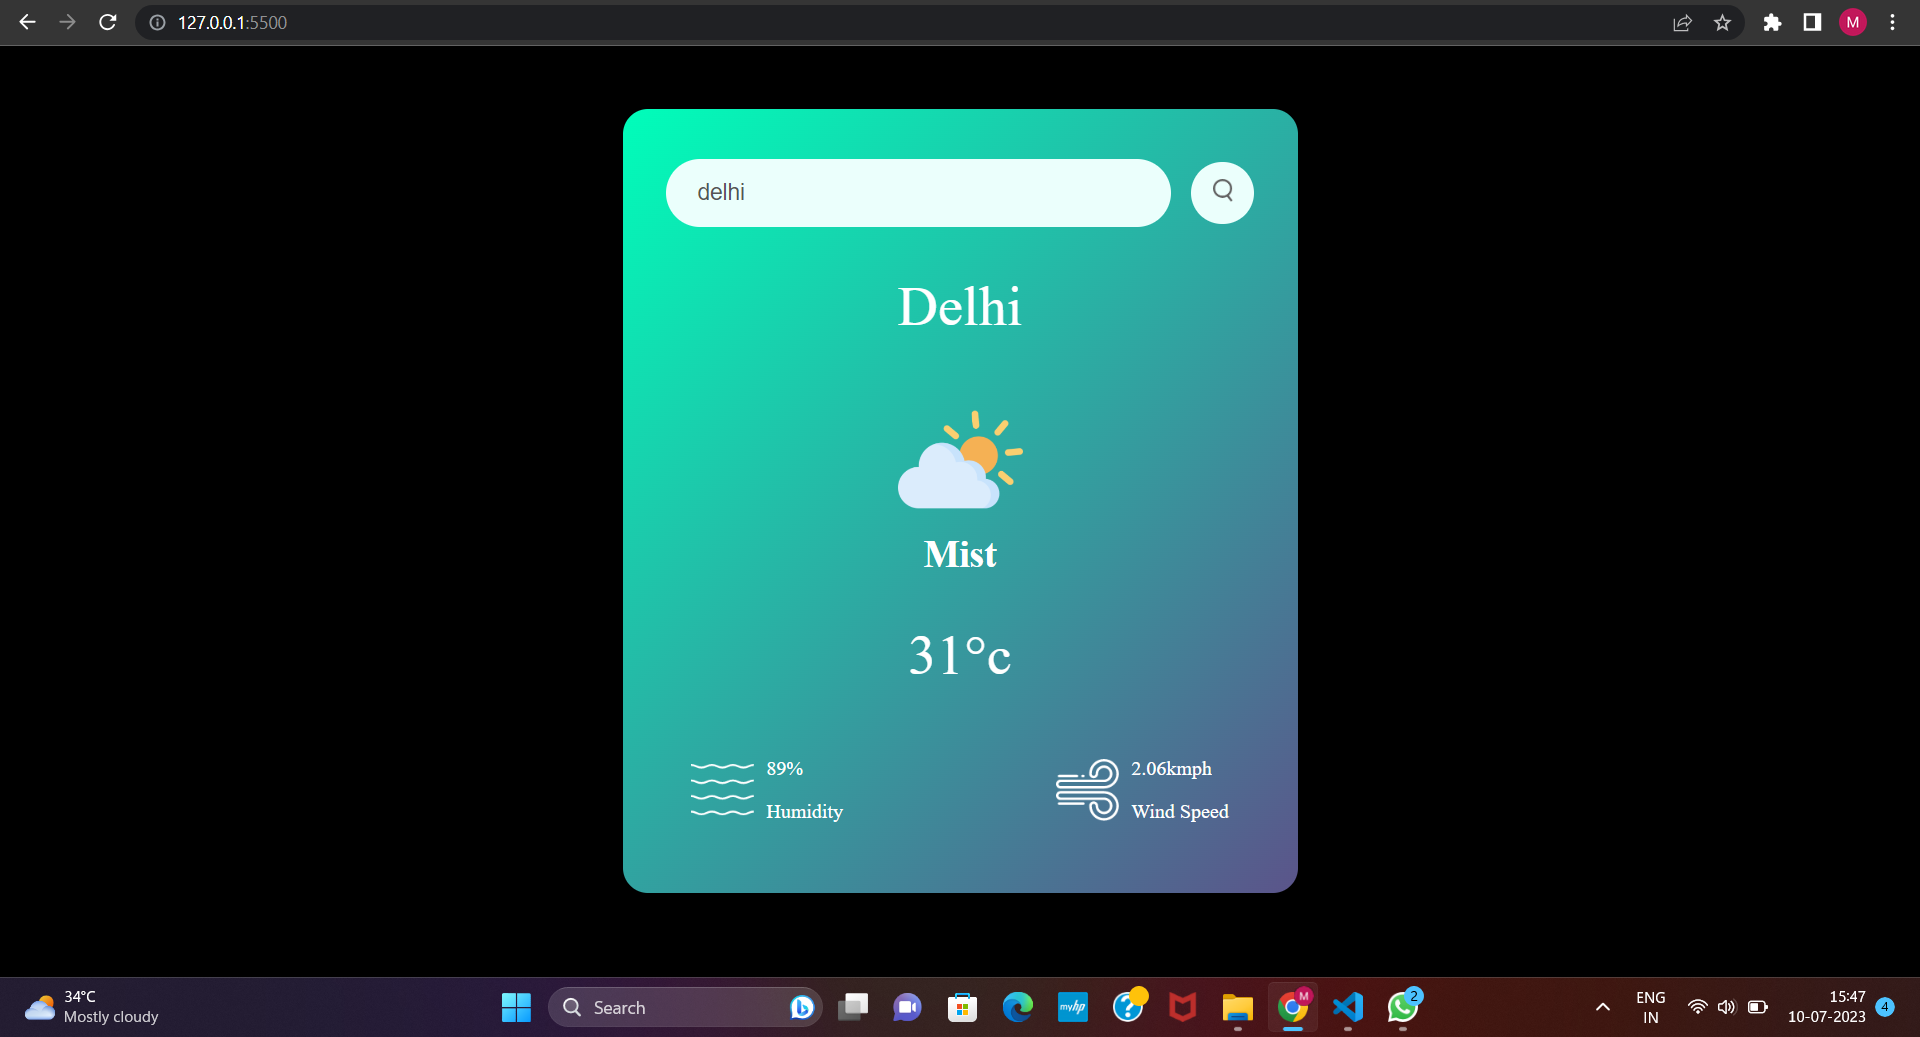 127.0.0.1:5500
M
delhi
Delhi
Mist
31°c
89%
Humidity
2.06kmph
Wind Speed
34°C
Mostly cloudy
Search
myhp
M
2
ENG
IN
15:47
10-07-2023
4